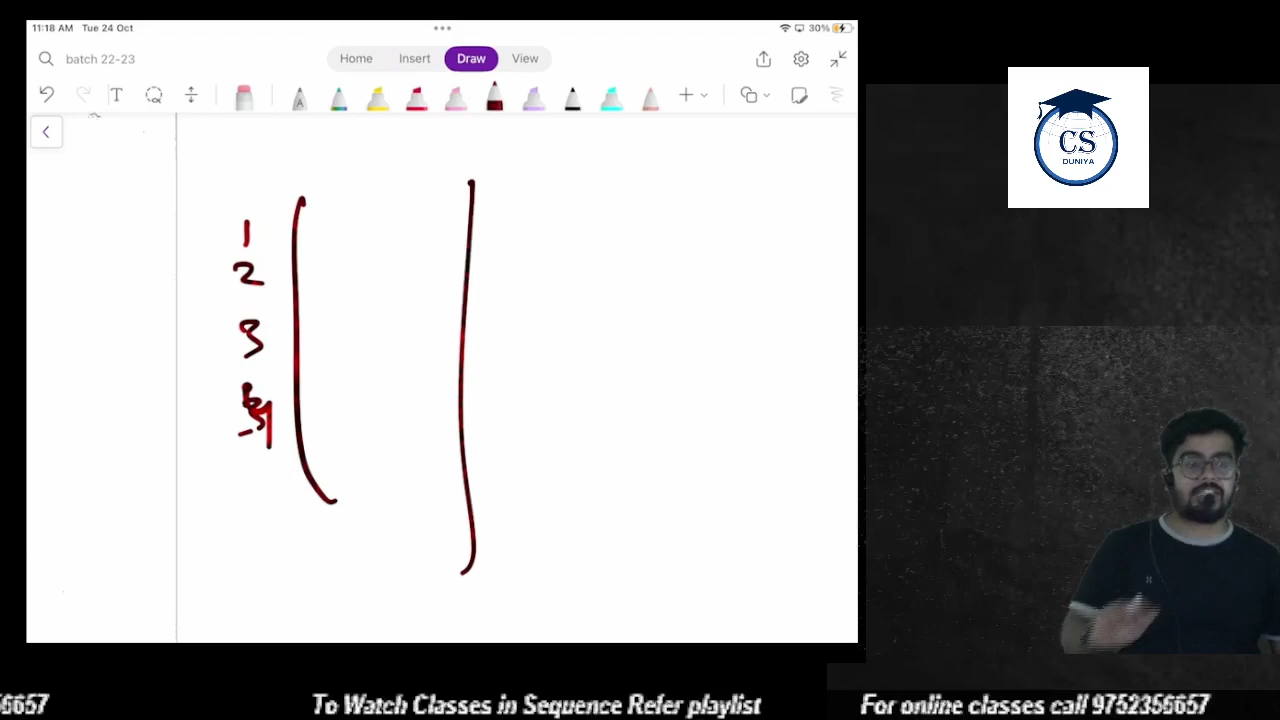 11:18 AM Tue 24 Oct
30%
batch 22-23
Home Insert Draw View
T
A
CS
DUNIYA
1
2
3
6657 To Watch Classes in Sequence Refer playlist For online classes call 9752356657